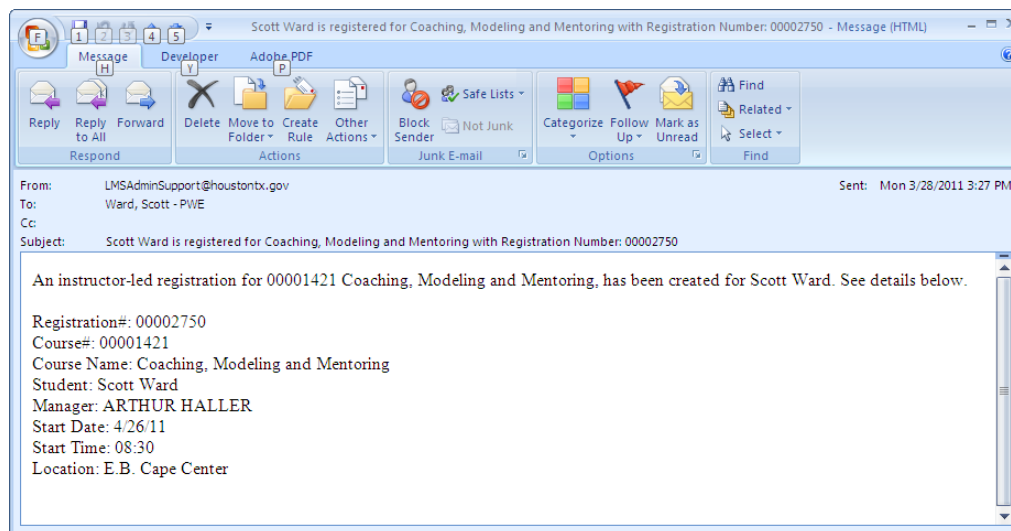 F
1 2 3 4 5
Scott Ward is registered for Coaching, Modeling and Mentoring with Registration Number: 00002750 - Message (HTML)
Message Developer Adobe PDF
H Y P
Reply Reply to All Forward
Delete Move to Folder Create Rule Other Actions
Block Sender Safe Lists Not Junk
Categorize Follow Up Mark as Unread
Find Related Select
Respond Actions Junk E-mail Options Find
From: LMSAdminSupport@houstontx.gov Sent: Mon 3/28/2011 3:27 PM
To: Ward, Scott - PWE
Cc:
Subject: Scott Ward is registered for Coaching, Modeling and Mentoring with Registration Number: 00002750
An instructor-led registration for 00001421 Coaching, Modeling and Mentoring, has been created for Scott Ward. See details below.
Registration#: 00002750
Course#: 00001421
Course Name: Coaching, Modeling and Mentoring
Student: Scott Ward
Manager: ARTHUR HALLER
Start Date: 4/26/11
Start Time: 08:30
Location: E.B. Cape Center